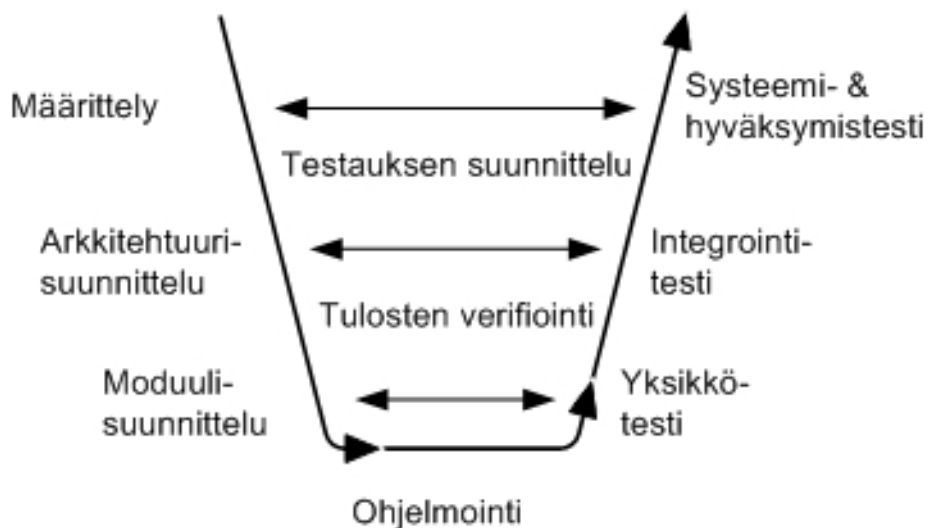 Määrittely
Systeemi- &
hyväksymistesti
Testauksen suunnittelu
Arkkitehtuuri-
suunnittelu
Integrointi-
testi
Tulosten verifiointi
Moduuli-
suunnittelu
Yksikkö-
testi
Ohjelmointi